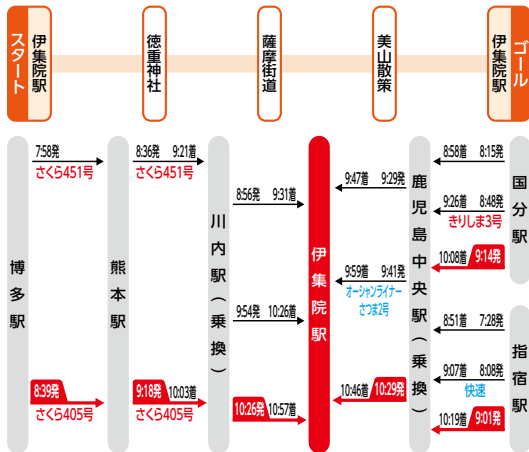 スタート
伊集院駅
徳重神社
薩摩街道
美山散策
伊集院駅
ゴール
博多駅
7:58発
さくら451号
8:39発
さくら405号
熊本駅
8:36発 9:21着
さくら451号
9:18発 10:03着
さくら405号
川内駅(乗換)
8:56発 9:31着
9:54発 10:26着
10:26発 10:57着
伊集院駅
9:47着 9:29発
9:59着 9:41発
オーシャンライナー
さつま2号
10:46着 10:29発
鹿児島中央駅(乗換)
8:58着 8:15発
9:26着 8:48発
きりしま3号
10:08着 9:14発
国分駅
8:51着 7:28発
9:07着 8:08発
快速
10:19着 9:01発
指宿駅